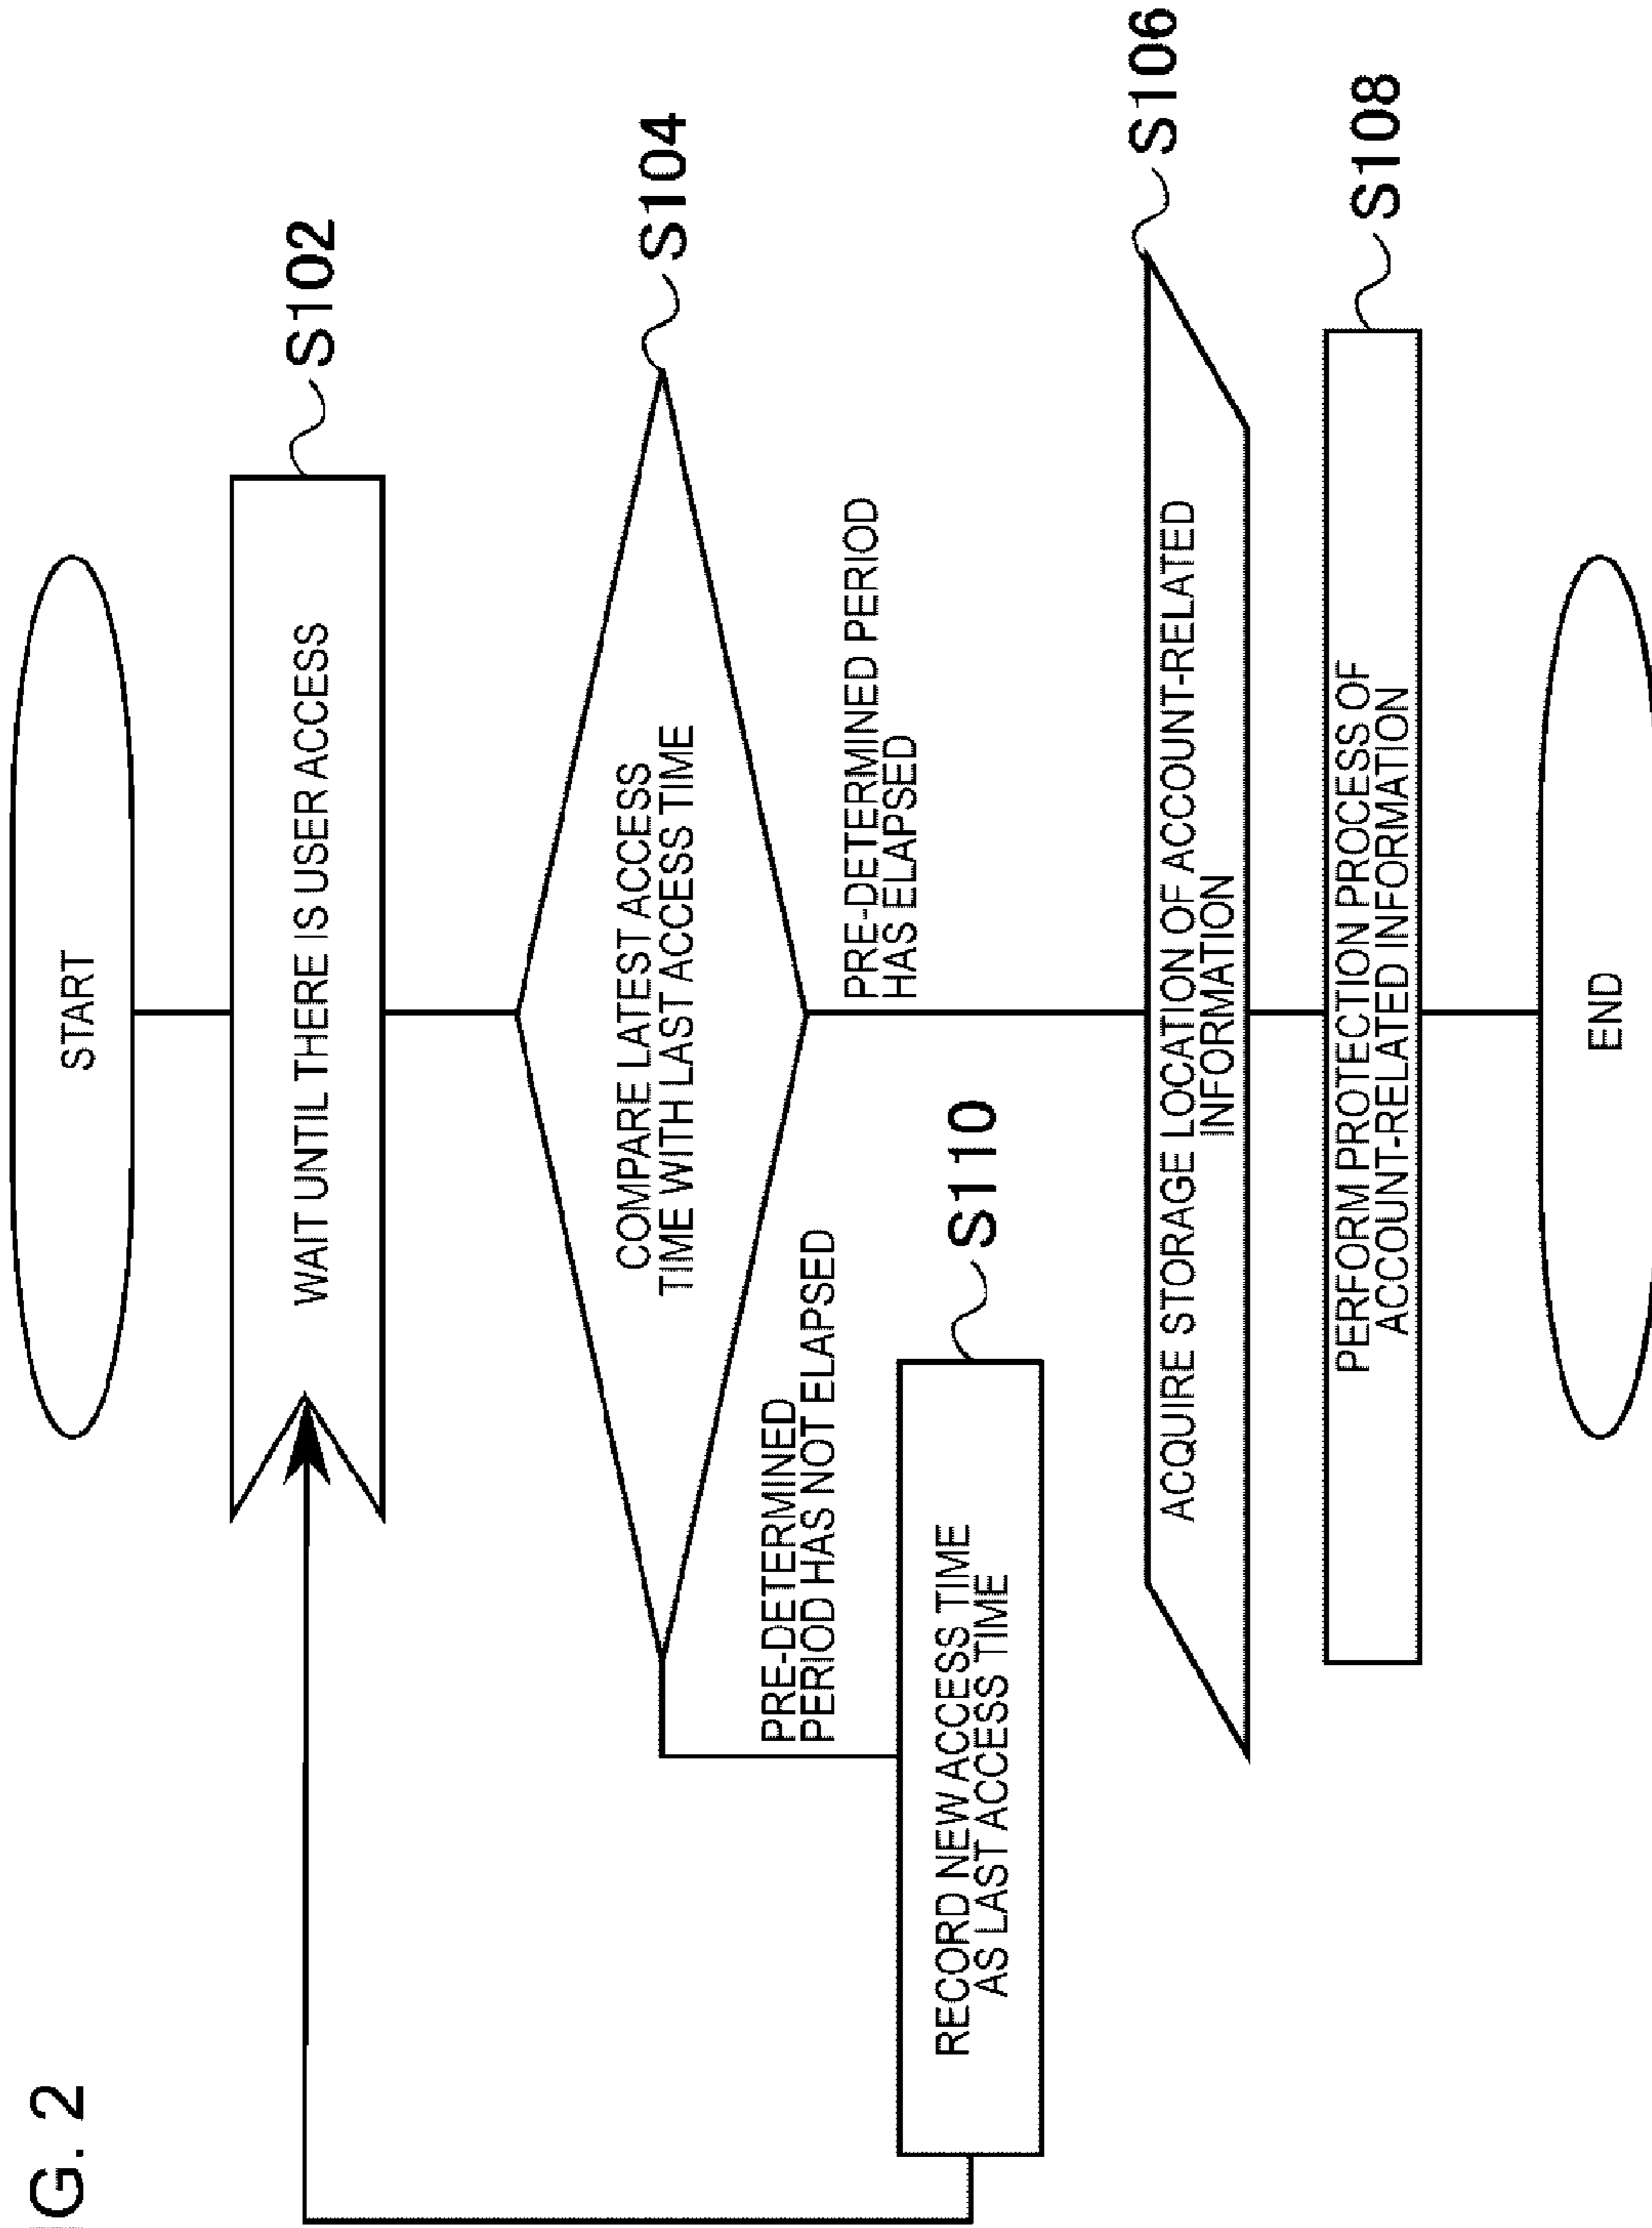 G. 2
START
WAIT UNTIL THERE IS USER ACCESS
S102
COMPARE LATEST ACCESS
TIME WITH LAST ACCESS TIME
S104
PRE-DETERMINED
PERIOD HAS NOT ELAPSED
PRE-DETERMINED PERIOD
HAS ELAPSED
RECORD NEW ACCESS TIME
AS LAST ACCESS TIME
S110
ACQUIRE STORAGE LOCATION OF ACCOUNT-RELATED
INFORMATION
S106
PERFORM PROTECTION PROCESS OF
ACCOUNT-RELATED INFORMATION
S108
END